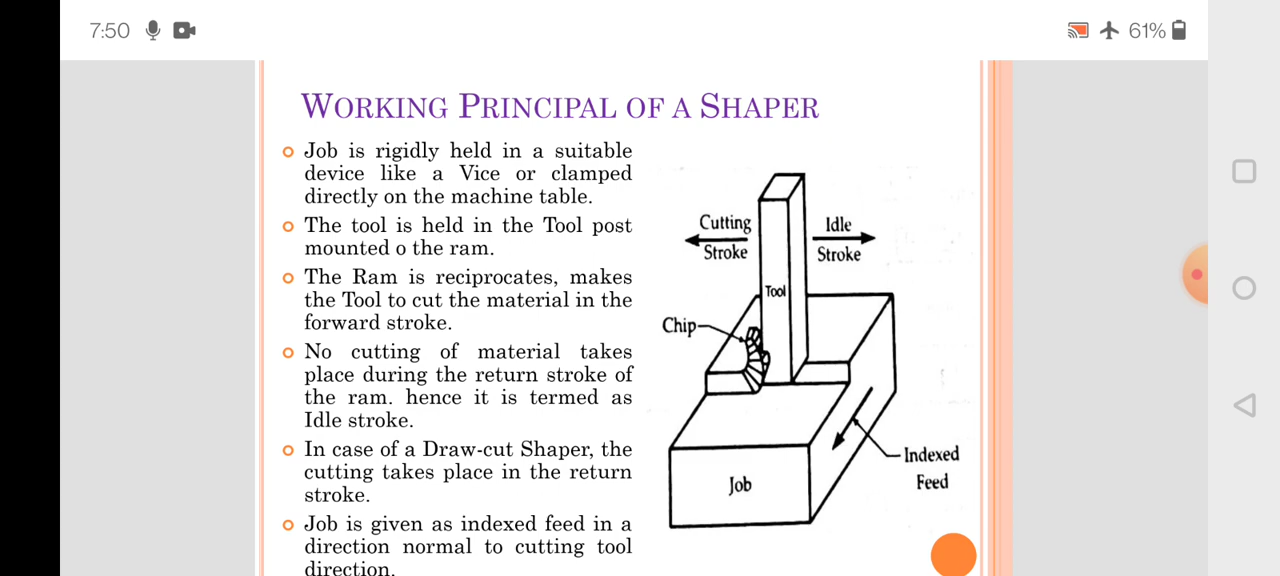 7:50
61%
WORKING PRINCIPAL OF A SHAPER
Job is rigidly held in a suitable
device like a Vice or clamped
directly on the machine table.
The tool is held in the Tool post
mounted o the ram.
The Ram is reciprocates, makes
the Tool to cut the material in the
forward stroke.
No cutting of material takes
place during the return stroke of
the ram. hence it is termed as
Idle stroke.
In case of a Draw-cut Shaper, the
cutting takes place in the return
stroke.
Job is given as indexed feed in a
direction normal to cutting tool
direction.
Cutting
Stroke
Idle
Stroke
Tool
Chip
Indexed
Feed
Job